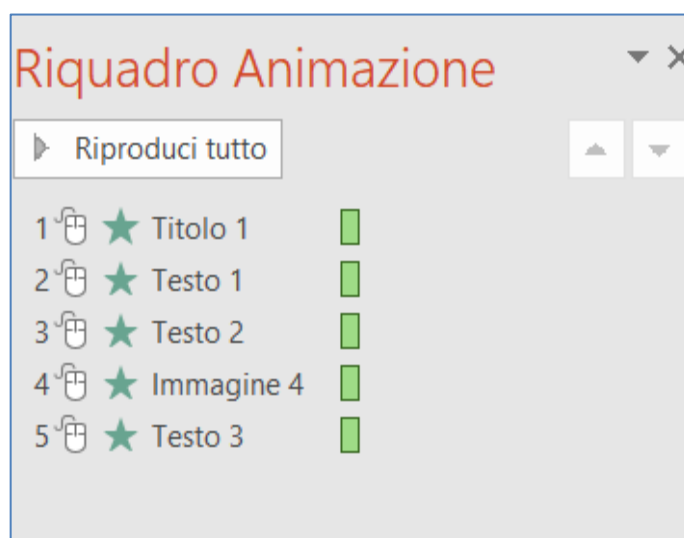 Riquadro Animazione
Riproduci tutto
1 Titolo 1
2 Testo 1
3 Testo 2
4 Immagine 4
5 Testo 3